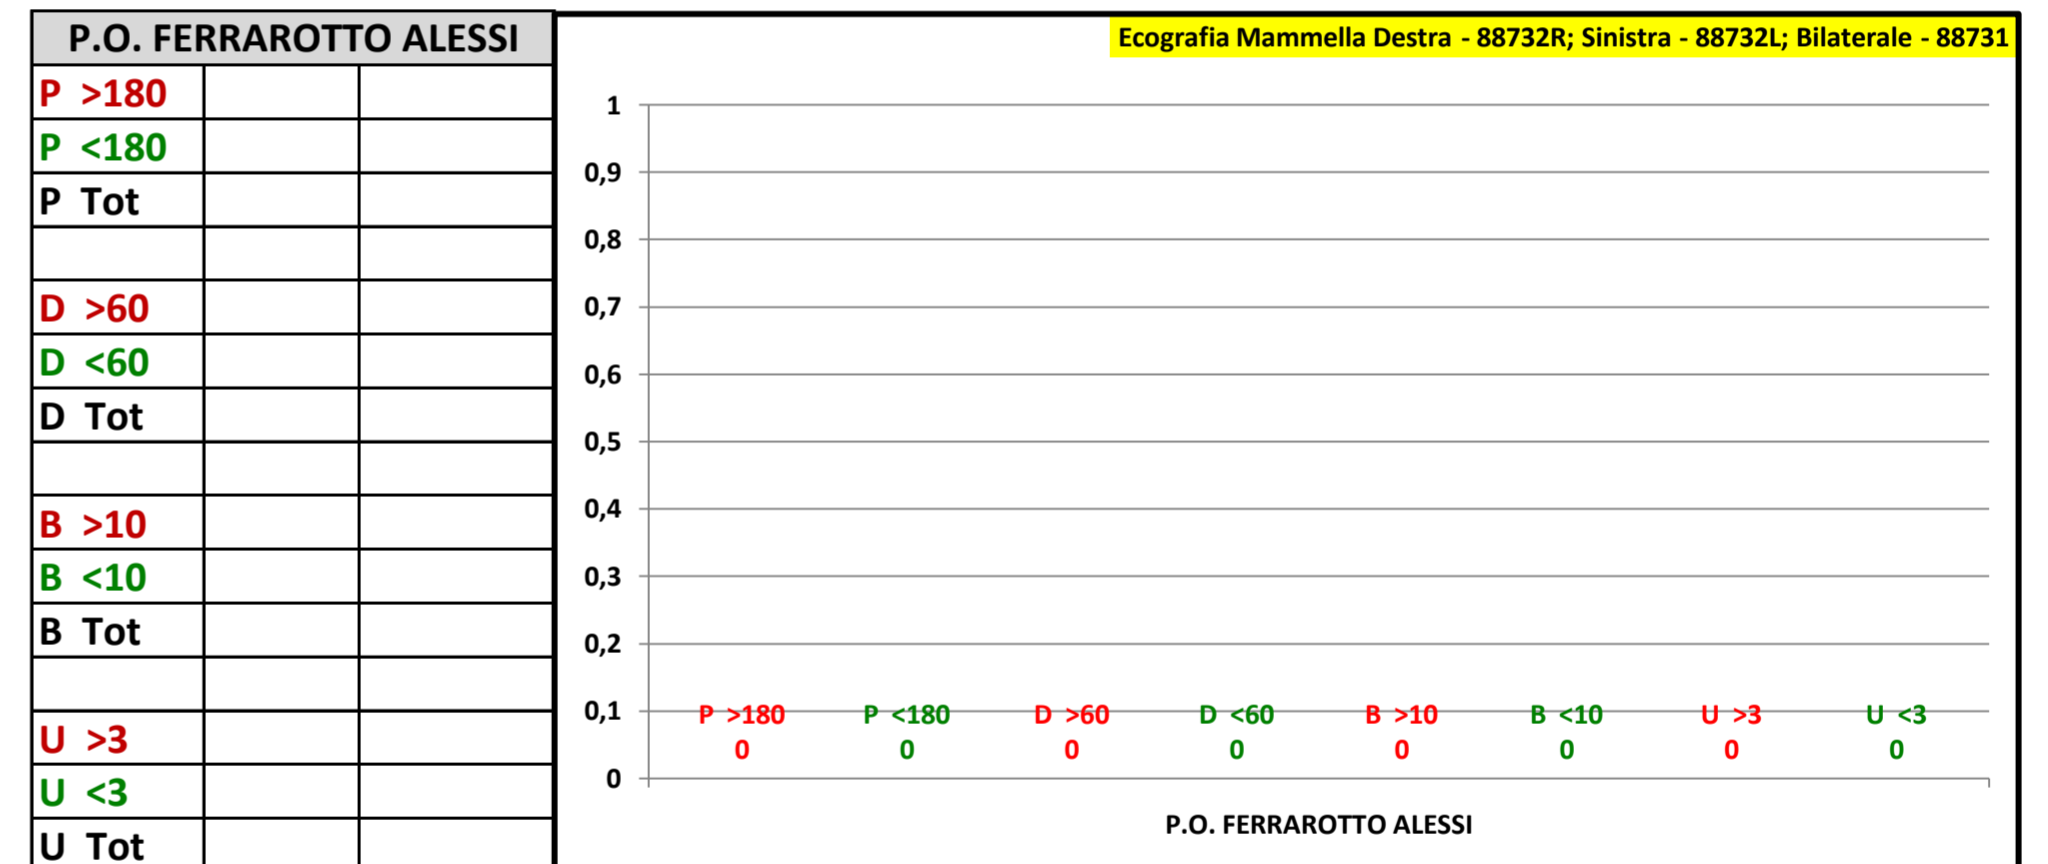 P.O. FERRAROTTO ALESSI
P >180
P <180
P Tot
D >60
D <60
D Tot
B >10
B <10
B Tot
U >3
U <3
U Tot
Ecografia Mammella Destra - 88732R; Sinistra - 88732L; Bilaterale - 88731
1
0,9
0,8
0,7
0,6
0,5
0,4
0,3
0,2
0,1
0
P >180 P <180 D >60 D <60 B >10 B <10 U >3 U <3
0 0 0 0 0 0 0 0
P.O. FERRAROTTO ALESSI